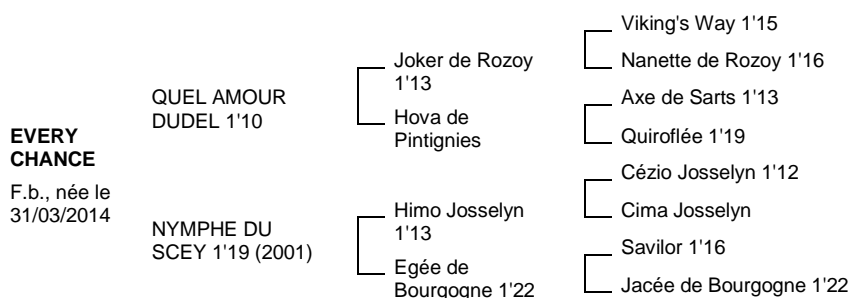 EVERY
CHANCE
F.b., née le
31/03/2014
QUEL AMOUR
DUDEL 1'10
NYMPHE DU
SCEY 1'19 (2001)
Joker de Rozoy
1'13
Hova de
Pintignies
Himo Josselyn
1'13
Egée de
Bourgogne 1'22
Viking's Way 1'15
Nanette de Rozoy 1'16
Axe de Sarts 1'13
Quiroflée 1'19
Cézio Josselyn 1'12
Cima Josselyn
Savilor 1'16
Jacée de Bourgogne 1'22